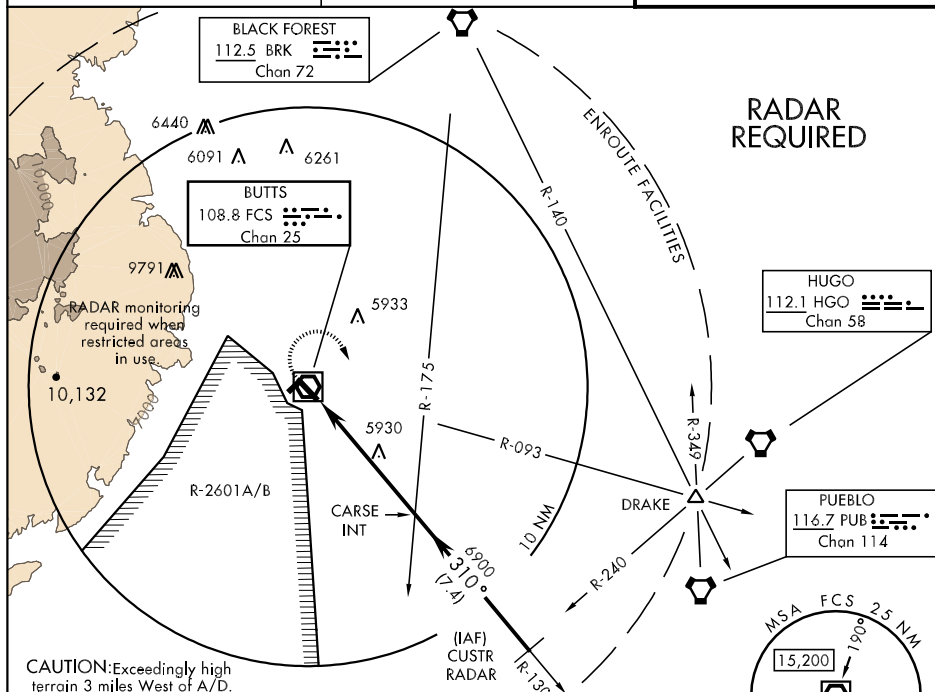 BLACK FOREST
112.5 BRK
Chan 72
RADAR
REQUIRED
ENROUTE FACILITIES
6440
6091
6261
R-140
BUTTS
108.8 FCS
Chan 25
9791
RADAR monitoring
required when
restricted areas
in use.
5933
HUGO
112.1 HGO
Chan 58
10,132
7000
R-175
R-349
5930
R-093
R-2601A/B
CARSE
INT
DRAKE
PUEBLO
116.7 PUB
Chan 114
10 NM
6900
310°
(7.4)
R-240
MSA FCS 25 NM
190°
15,200
(IAF)
CUSTR
RADAR
R-130
CAUTION: Exceedingly high
terrain 3 miles West of A/D.